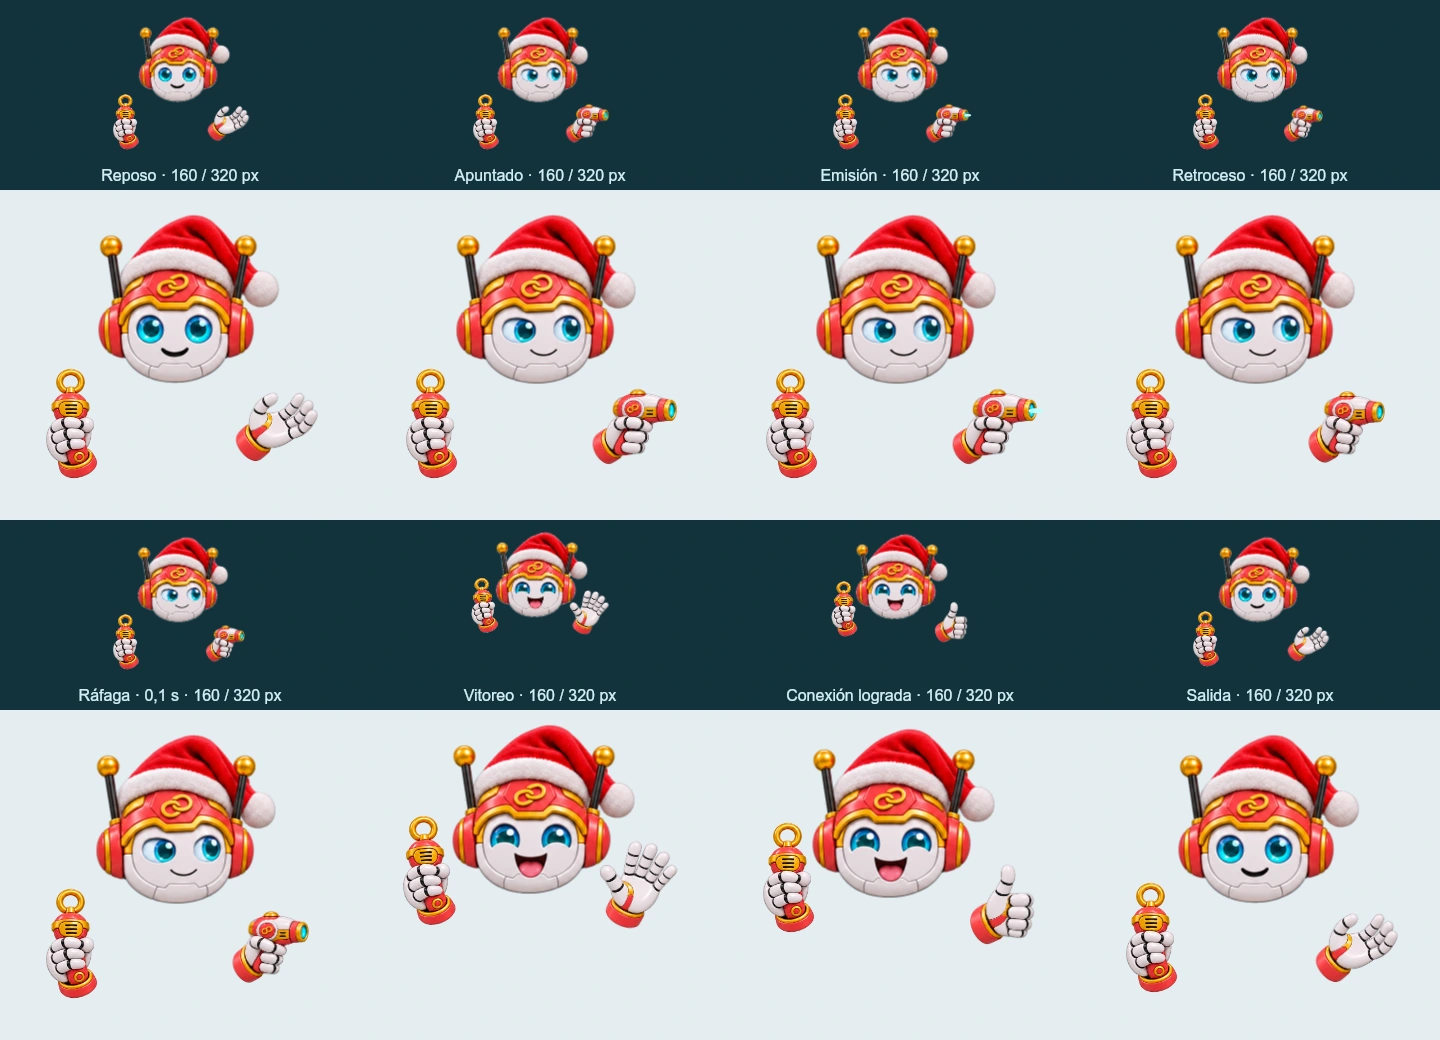 Reposo · 160 / 320 px
Apuntado · 160 / 320 px
Emisión · 160 / 320 px
Retroceso · 160 / 320 px
Ráfaga · 0,1 s · 160 / 320 px
Vitoreo · 160 / 320 px
Conexión lograda · 160 / 320 px
Salida · 160 / 320 px